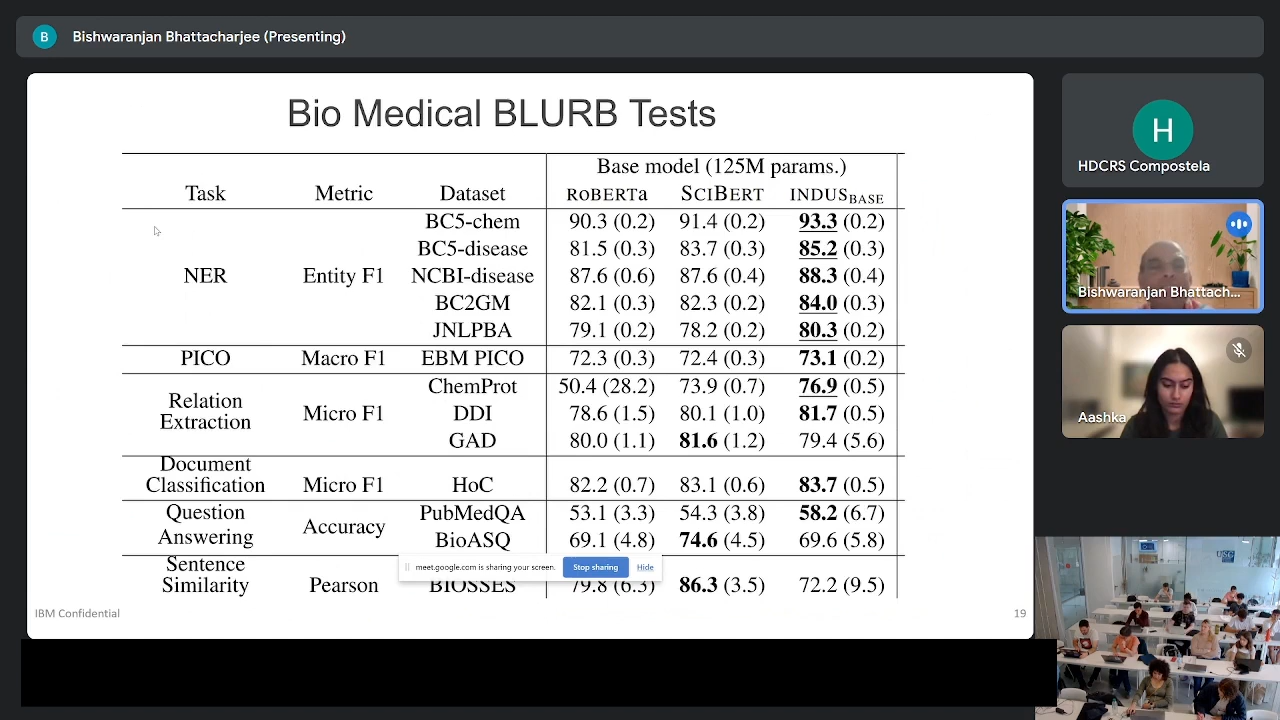 B Bishwaranjan Bhattacharjee (Presenting)
Bio Medical BLURB Tests
Base model (125M params.)
Task Metric Dataset RoBERTa SciBert INDUSBASE
BC5-chem 90.3 (0.2) 91.4 (0.2) 93.3 (0.2)
BC5-disease 81.5 (0.3) 83.7 (0.3) 85.2 (0.3)
NER Entity F1 NCBI-disease 87.6 (0.6) 87.6 (0.4) 88.3 (0.4)
BC2GM 82.1 (0.3) 82.3 (0.2) 84.0 (0.3)
JNLPBA 79.1 (0.2) 78.2 (0.2) 80.3 (0.2)
PICO Macro F1 EBM PICO 72.3 (0.3) 72.4 (0.3) 73.1 (0.2)
ChemProt 50.4 (28.2) 73.9 (0.7) 76.9 (0.5)
Relation
Extraction Micro F1 DDI 78.6 (1.5) 80.1 (1.0) 81.7 (0.5)
GAD 80.0 (1.1) 81.6 (1.2) 79.4 (5.6)
Document
Classification Micro F1 HoC 82.2 (0.7) 83.1 (0.6) 83.7 (0.5)
Question PubMedQA 53.1 (3.3) 54.3 (3.8) 58.2 (6.7)
Answering Accuracy BioASQ 69.1 (4.8) 74.6 (4.5) 69.6 (5.8)
Sentence
meet.google.com is sharing your screen. Stop sharing Hide
Similarity Pearson BIOSSES 79.8 (6.3) 86.3 (3.5) 72.2 (9.5)
IBM Confidential 19
H
HDCRS Compostela
Bishwaranjan Bhattach...
Aashka